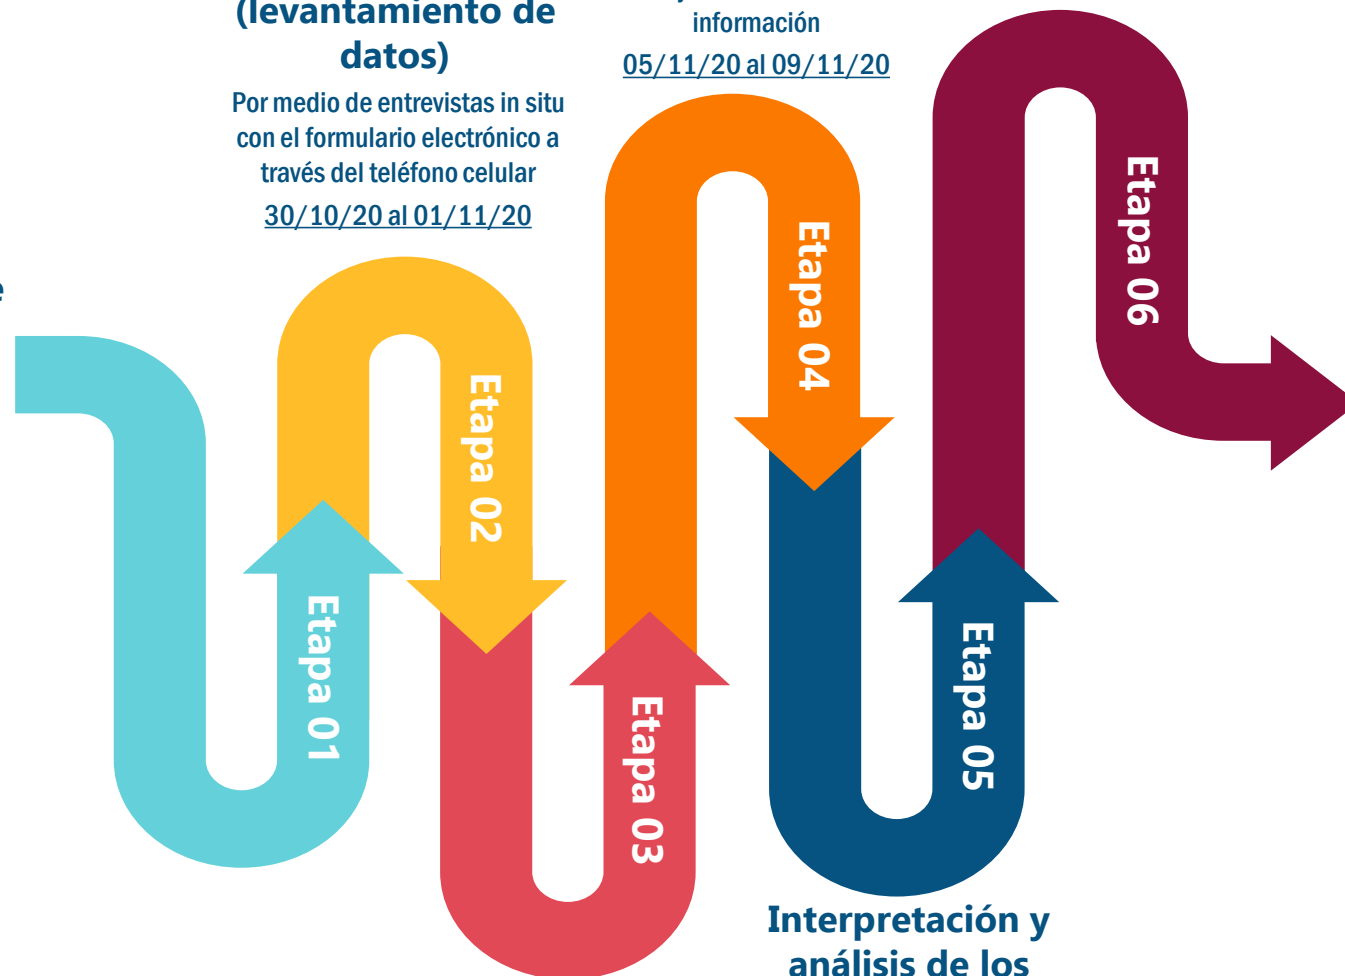 (levantamiento de
datos)
Por medio de entrevistas in situ
con el formulario electrónico a
través del teléfono celular
30/10/20 al 01/11/20
información
05/11/20 al 09/11/20
Etapa 01
Etapa 02
Etapa 03
Etapa 04
Etapa 05
Etapa 06
Interpretación y
análisis de los